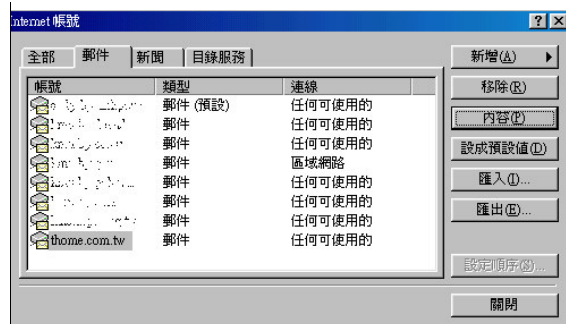 Internet 帳號
全部 郵件 新聞 目錄服務
帳號 類型 連線
郵件 (預設) 任何可使用的
郵件 任何可使用的
郵件 任何可使用的
郵件 區域網路
郵件 任何可使用的
郵件 任何可使用的
郵件 任何可使用的
thome.com.tw 郵件 任何可使用的
新增(A)
移除(R)
內容(P)
設成預設值(D)
匯入(I)...
匯出(E)...
設定順序(S)...
關閉